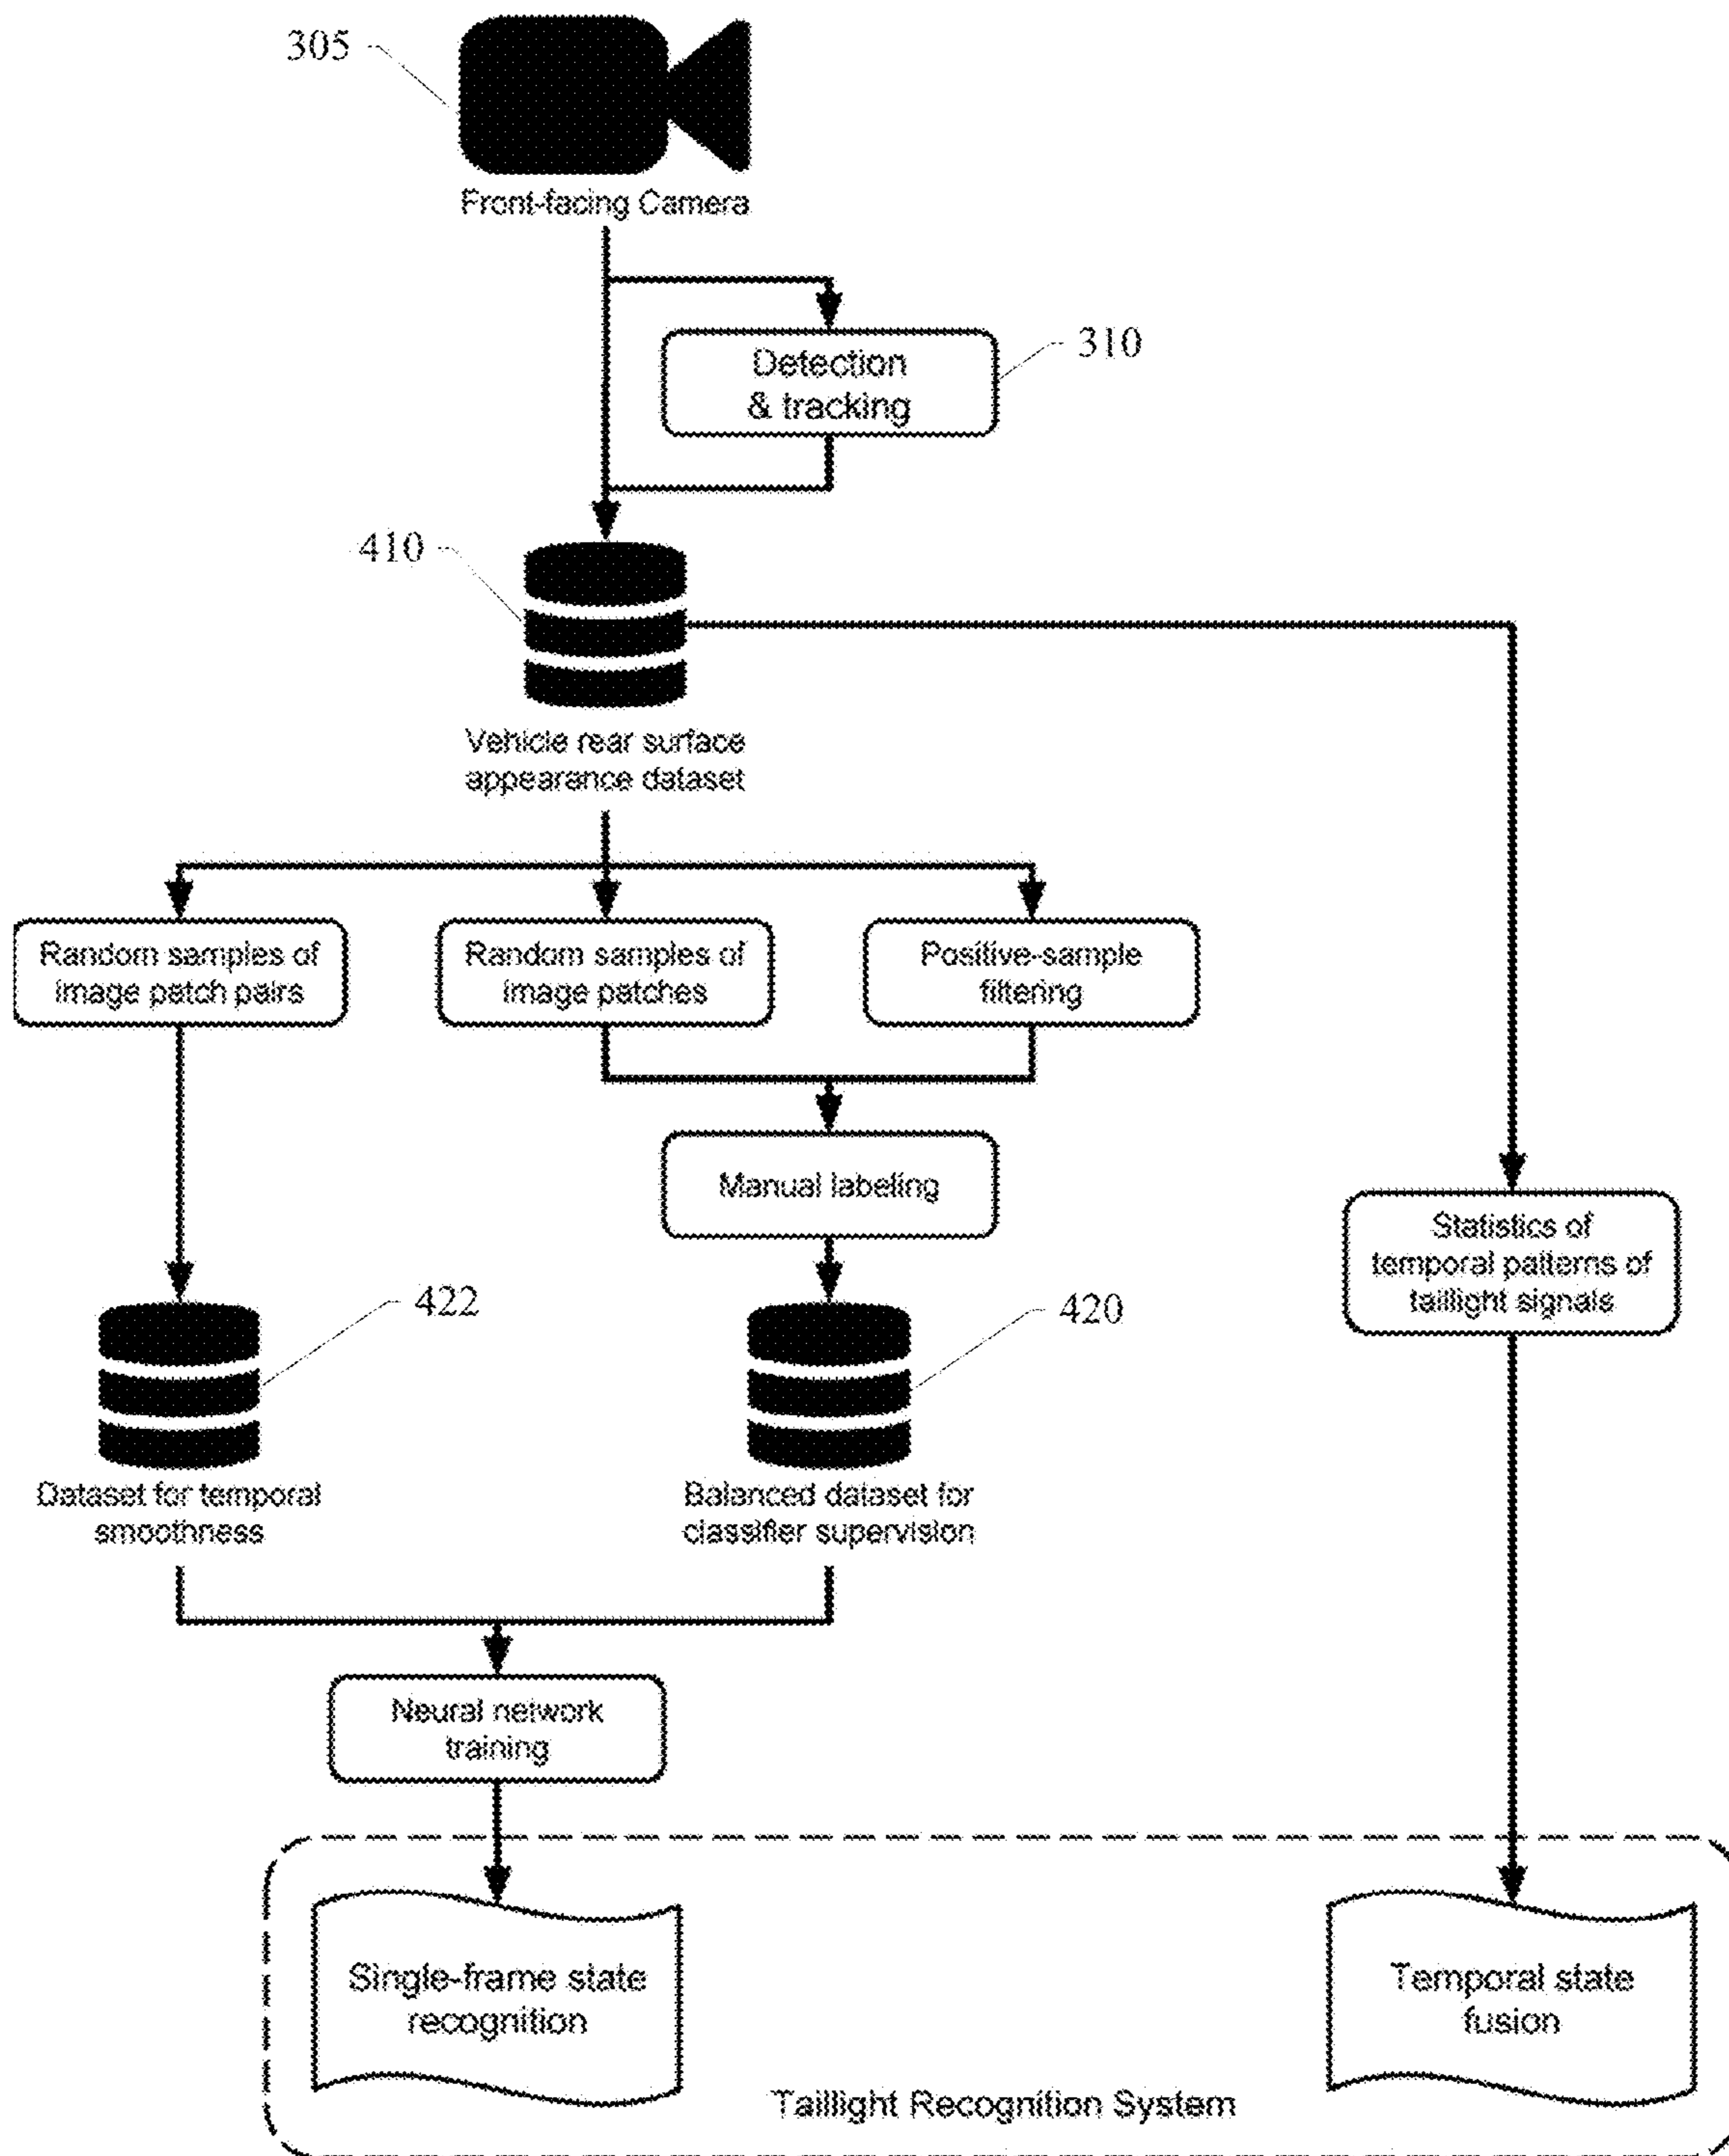 305
Front-facing Camera
Detection
& tracking
310
410
Vehicle rear surface
appearance dataset
Random samples of
image patch pairs
Random samples of
image patches
Positive-sample
filtering
Manual labeling
Statistics of
temporal patterns of
taillight signals
422
420
Dataset for temporal
smoothness
Balanced dataset for
classifier supervision
Neural network
training
Single-frame state
recognition
Temporal state
fusion
Taillight Recognition System